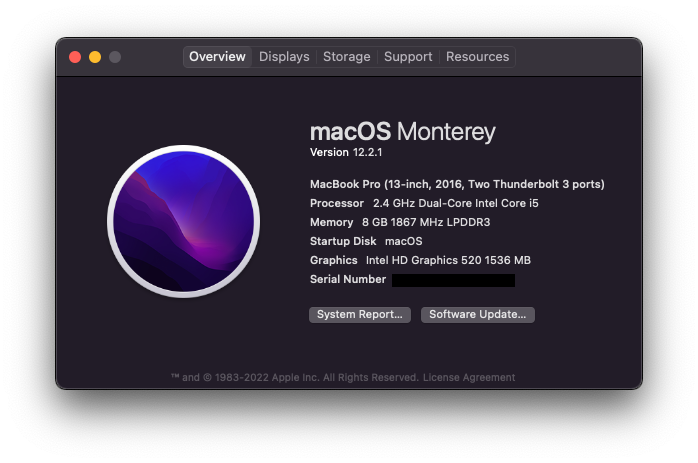 Overview Displays Storage Support Resources
macOS Monterey
Version 12.2.1
MacBook Pro (13-inch, 2016, Two Thunderbolt 3 ports)
Processor 2.4 GHz Dual-Core Intel Core i5
Memory 8 GB 1867 MHz LPDDR3
Startup Disk macOS
Graphics Intel HD Graphics 520 1536 MB
Serial Number
System Report... Software Update...
™ and © 1983-2022 Apple Inc. All Rights Reserved. License Agreement